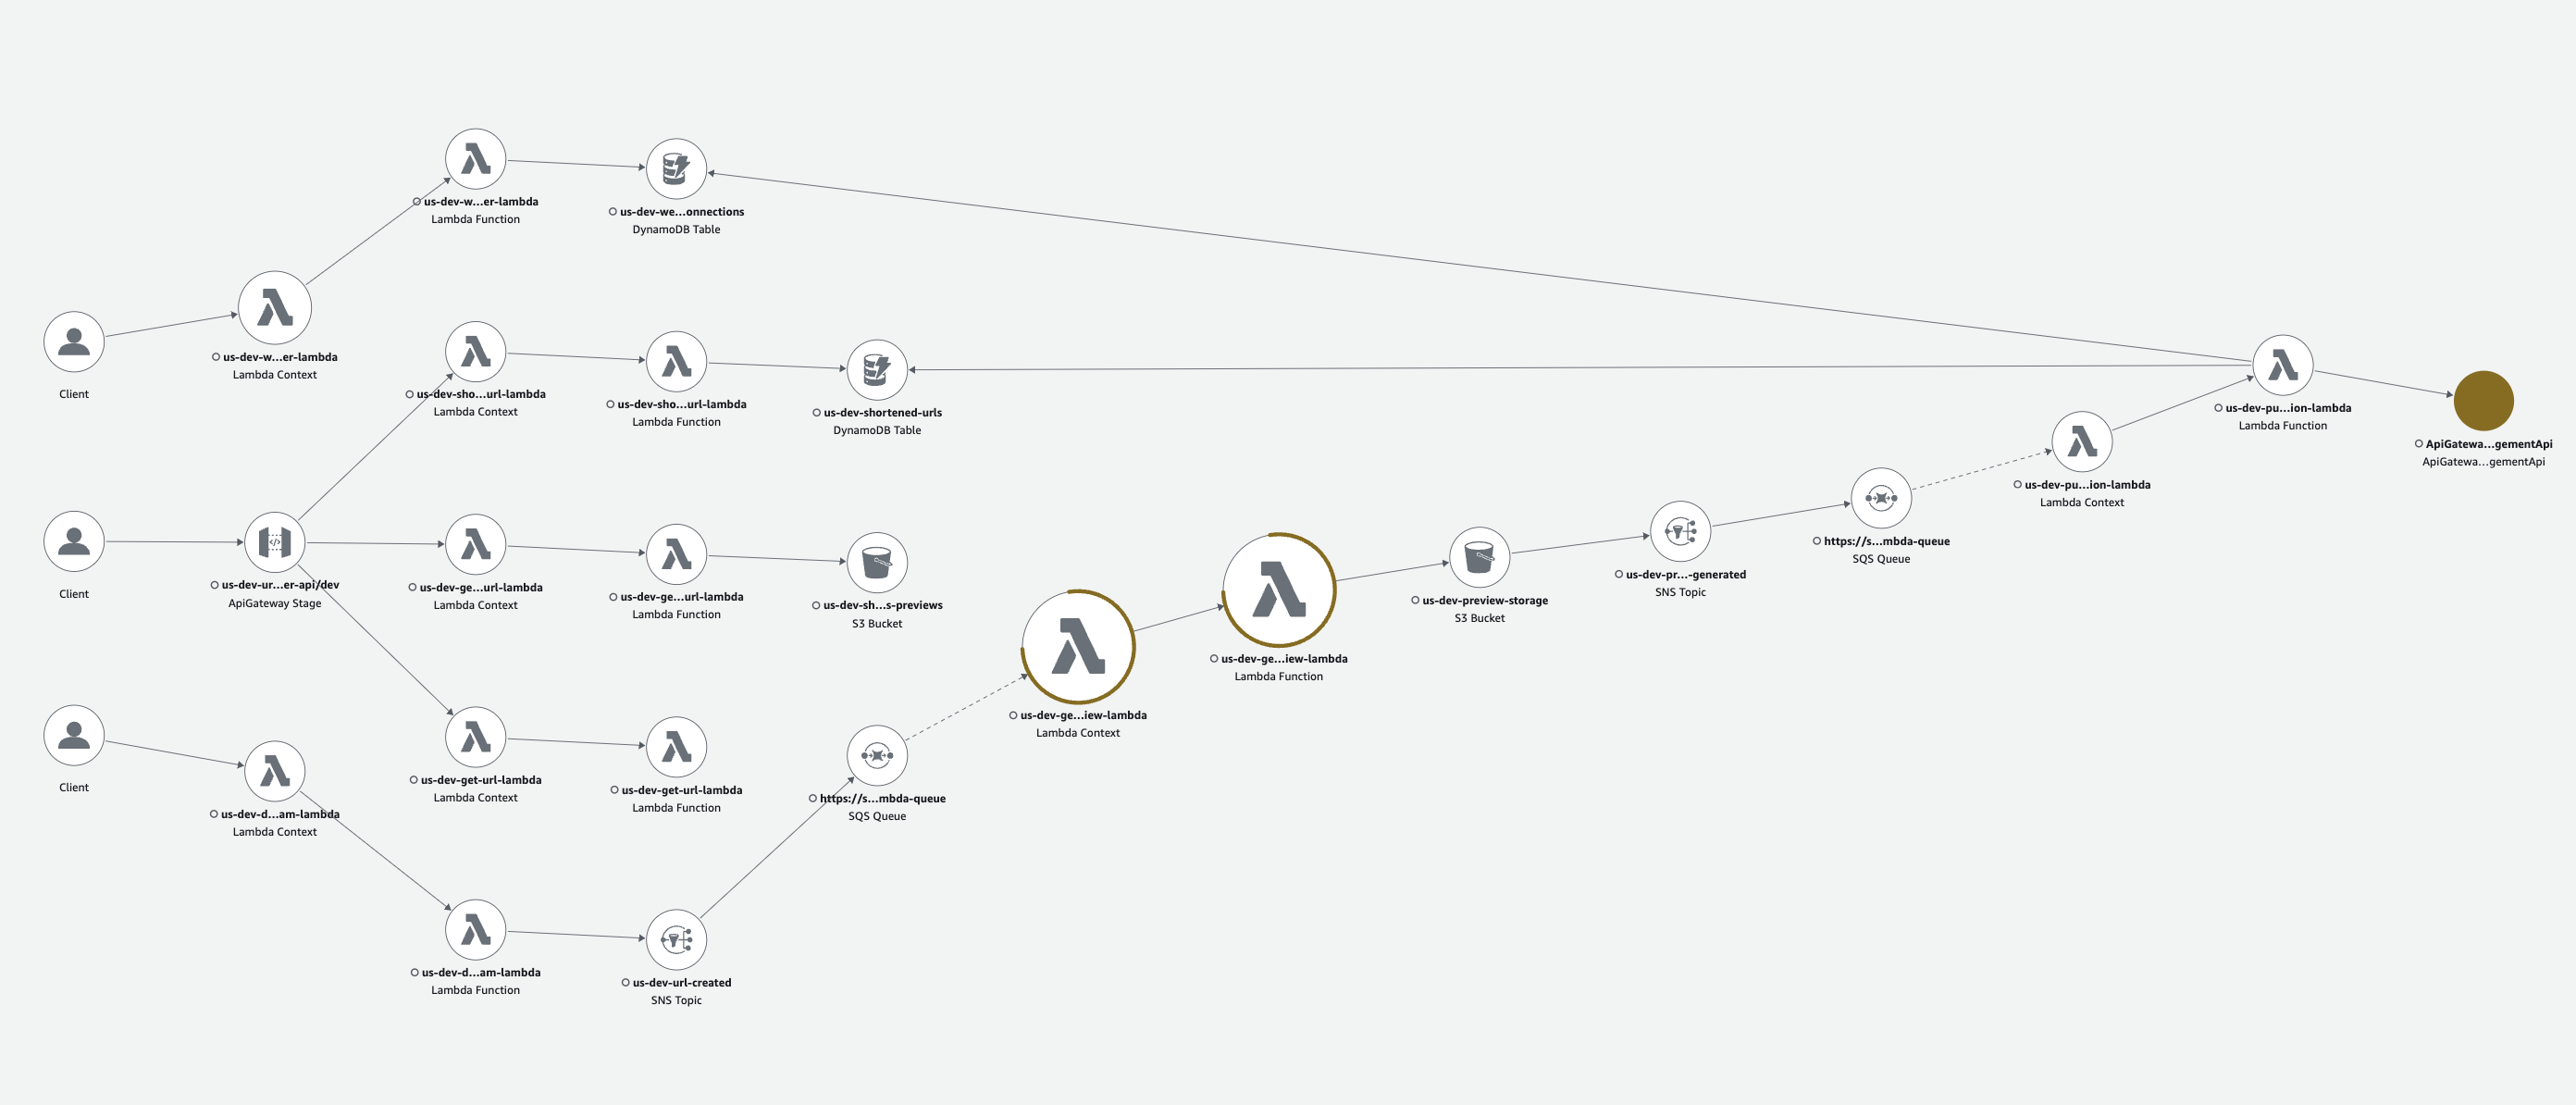 us-dev-w...er-lambda
Lambda Function
us-dev-we...onnections
DynamoDB Table
Client
us-dev-w...er-lambda
Lambda Context
us-dev-sho...url-lambda
Lambda Context
us-dev-sho...url-lambda
Lambda Function
us-dev-shortened-urls
DynamoDB Table
us-dev-pu...ion-lambda
Lambda Function
ApiGatewa...gementApi
ApiGatewa...gementApi
us-dev-pu...ion-lambda
Lambda Context
https://s...mbda-queue
SQS Queue
us-dev-pr...-generated
SNS Topic
us-dev-preview-storage
S3 Bucket
Client
us-dev-ur...er-api/dev
ApiGateway Stage
us-dev-ge...url-lambda
Lambda Context
us-dev-ge...url-lambda
Lambda Function
us-dev-sh...s-previews
S3 Bucket
us-dev-ge...iew-lambda
Lambda Context
us-dev-ge...iew-lambda
Lambda Function
Client
us-dev-d...am-lambda
Lambda Context
us-dev-get-url-lambda
Lambda Context
us-dev-get-url-lambda
Lambda Function
https://s...mbda-queue
SQS Queue
us-dev-d...am-lambda
Lambda Function
us-dev-url-created
SNS Topic